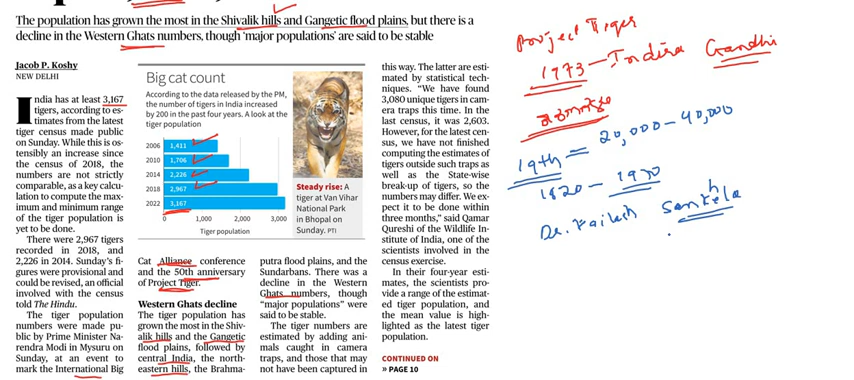 The population has grown the most in the Shivalik hills and Gangetic flood plains, but there is a
decline in the Western Ghats numbers, though 'major populations' are said to be stable
Jacob P. Koshy
NEW DELHI
India has at least 3,167
tigers, according to es-
timates from the latest
tiger census made public
on Sunday. While this is os-
tensibly an increase since
the census of 2018, the
numbers are not strictly
comparable, as a key calcu-
lation to compute the max-
imum and minimum range
of the tiger population is
yet to be done.
There were 2,967 tigers
recorded in 2018, and
2,226 in 2014. Sunday's fi-
gures were provisional and
could be revised, an official
involved with the census
told The Hindu.
The tiger population
numbers were made pu-
blic by Prime Minister Na-
rendra Modi in Mysuru on
Sunday, at an event to
mark the International Big
Big cat count
According to the data released by the PM,
the number of tigers in India increased
by 200 in the past four years. A look at the
tiger population
2006 1,411
2010 1,706
2014 2,226
2018 2,967
2022 3,167
0 1,000 2,000 3,000
Tiger population
Steady rise: A
tiger at Van Vihar
National Park
in Bhopal on
Sunday. PTI
Cat Alliance conference
and the 50th anniversary
of Project Tiger.
Western Ghats decline
The tiger population has
grown the most in the Shiv-
alik hills and the Gangetic
flood plains, followed by
central India, the north-
eastern hills, the Brahma-
putra flood plains, and the
Sundarbans. There was a
decline in the Western
Ghats numbers, though
"major populations" were
said to be stable.
The tiger numbers are
estimated by adding ani-
mals caught in camera
traps, and those that may
not have been captured in
this way. The latter are esti-
mated by statistical tech-
niques. "We have found
3,080 unique tigers in cam-
era traps this time. In the
last census, it was 2,603.
However, for the latest cen-
sus, we have not finished
computing the estimates of
tigers outside such traps as
well as the State-wise
break-up of tigers, so the
numbers may differ. We ex-
pect it to be done within
three months," said Qamar
Qureshi of the Wildlife In-
stitute of India, one of the
scientists involved in the
census exercise.
In their four-year esti-
mates, the scientists pro-
vide a range of the estimat-
ed tiger population, and
the mean value is high-
lighted as the latest tiger
population.
CONTINUED ON
» PAGE 10
Project Tiger
1973 - Indira Gandhi
19th = 20,000 - 40,000
1820 - 1970
Dr. Kailash Sankhela